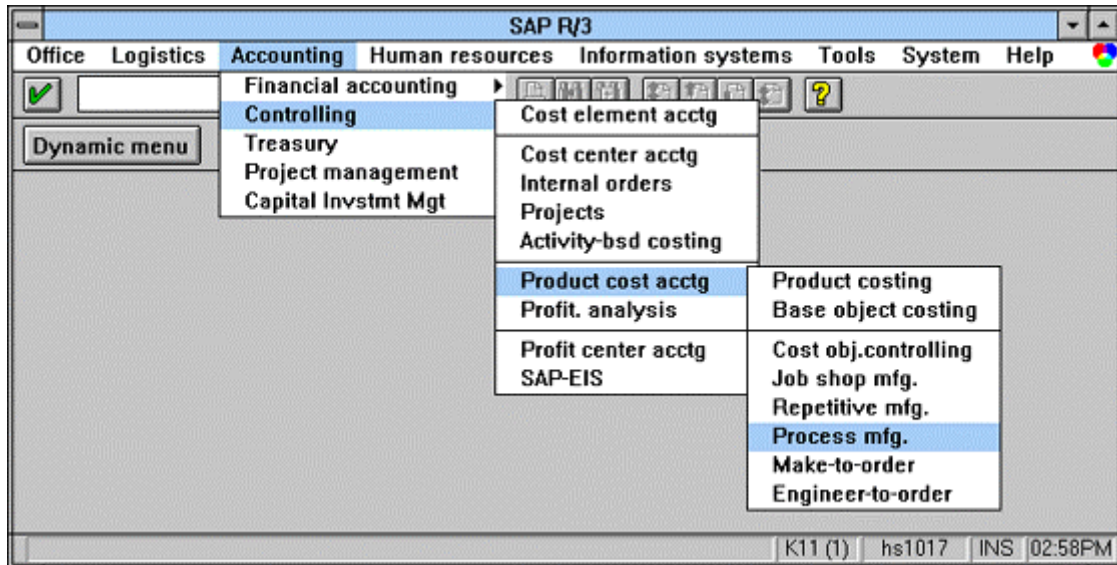 SAP R/3
Office Logistics Accounting Human resources Information systems Tools System Help
Financial accounting
Controlling
Treasury
Project management
Capital Invstmt Mgt
Dynamic menu
Cost element acctg
Cost center acctg
Internal orders
Projects
Activity-bsd costing
Product cost acctg
Profit. analysis
Profit center acctg
SAP-EIS
Product costing
Base object costing
Cost obj.controlling
Job shop mfg.
Repetitive mfg.
Process mfg.
Make-to-order
Engineer-to-order
K11 (1) hs1017 INS 02:58PM